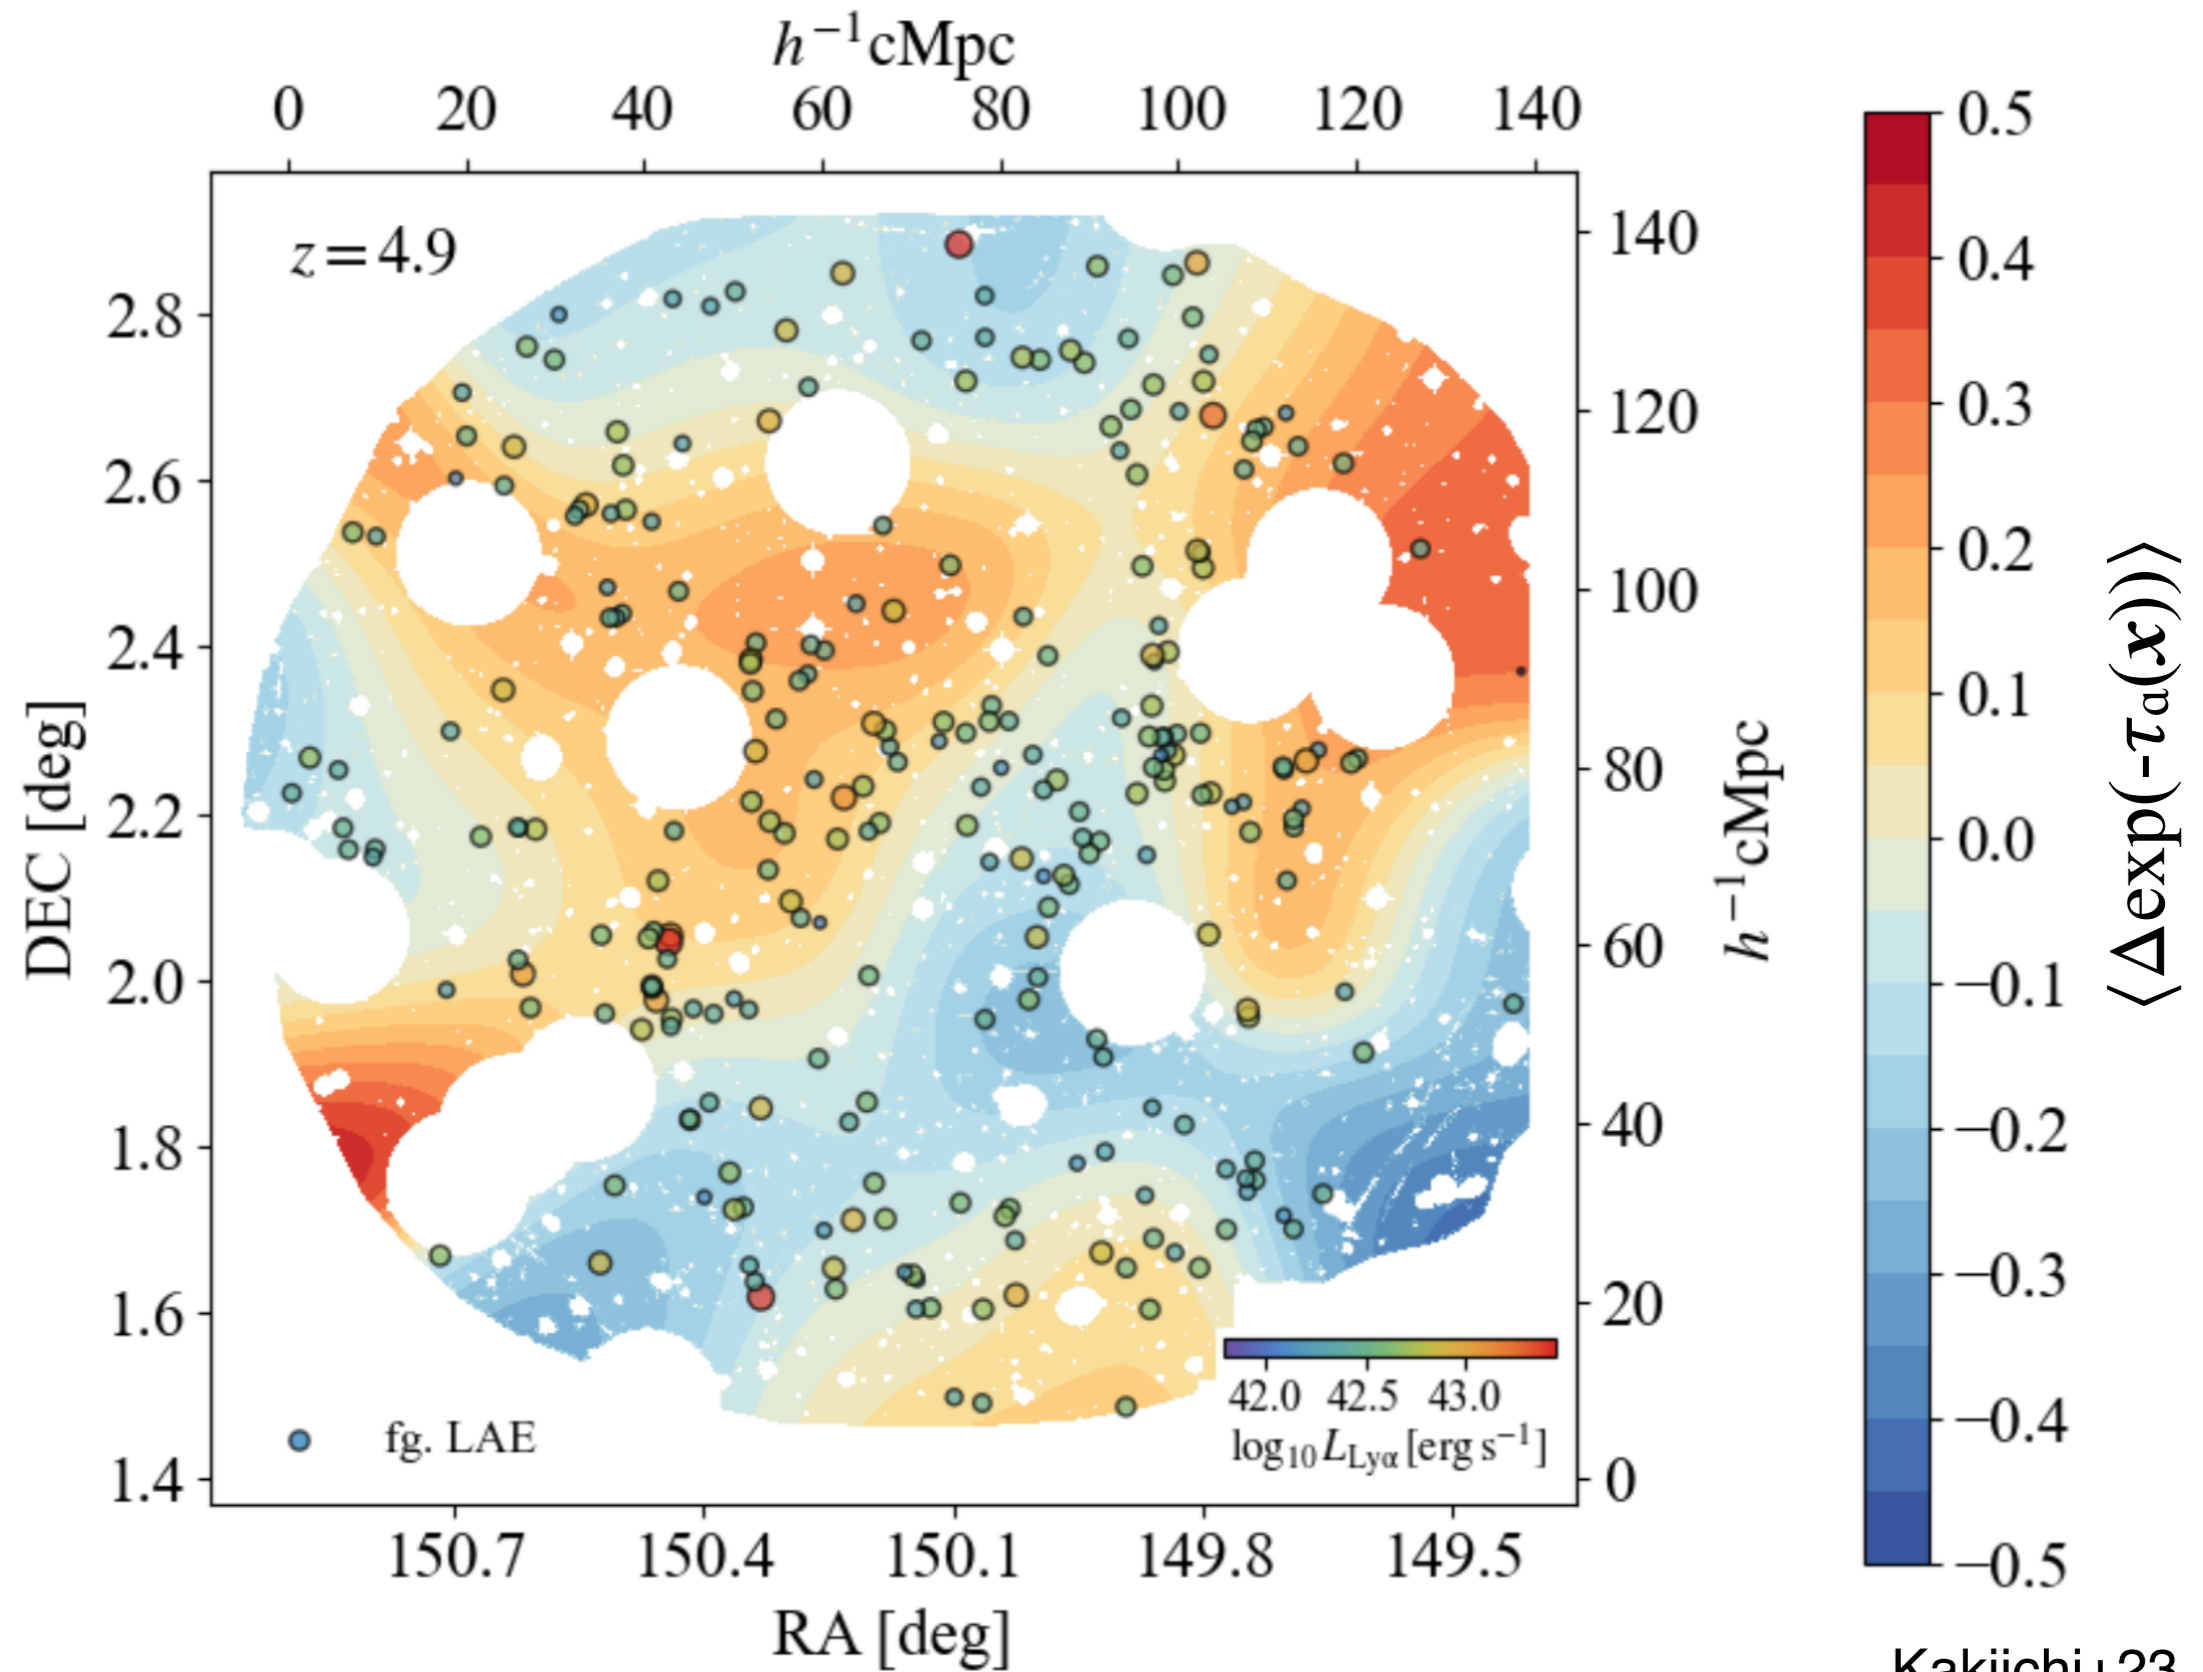 h⁻¹cMpc
0 20 40 60 80 100 120 140
z=4.9
DEC [deg]
2.8
2.6
2.4
2.2
2.0
1.8
1.6
1.4
140
120
100
80
60
40
20
0
h⁻¹cMpc
fg. LAE
42.0 42.5 43.0
log₁₀ L_Lyα [erg s⁻¹]
150.7 150.4 150.1 149.8 149.5
RA [deg]
0.5
0.4
0.3
0.2
0.1
0.0
−0.1
−0.2
−0.3
−0.4
−0.5
⟨Δexp(-τα(x))⟩
Kakiichi+23